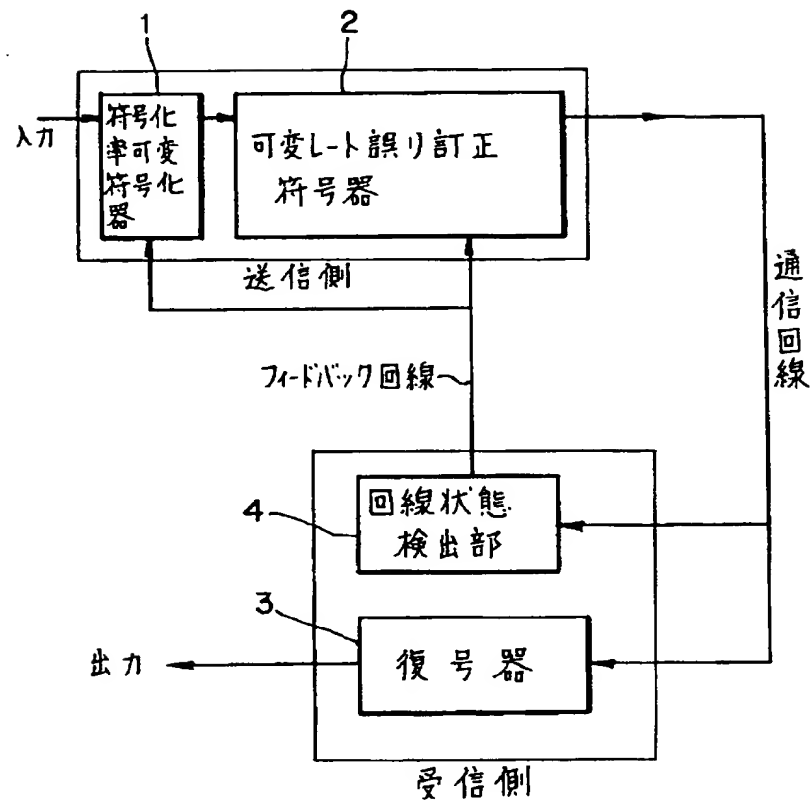 1
2
入力
符号化
率可変
符号化
器
可変レート誤り訂正
符号器
送信側
通信回線
フィードバック回線
4
回線状態
検出部
3
復号器
出力
受信側